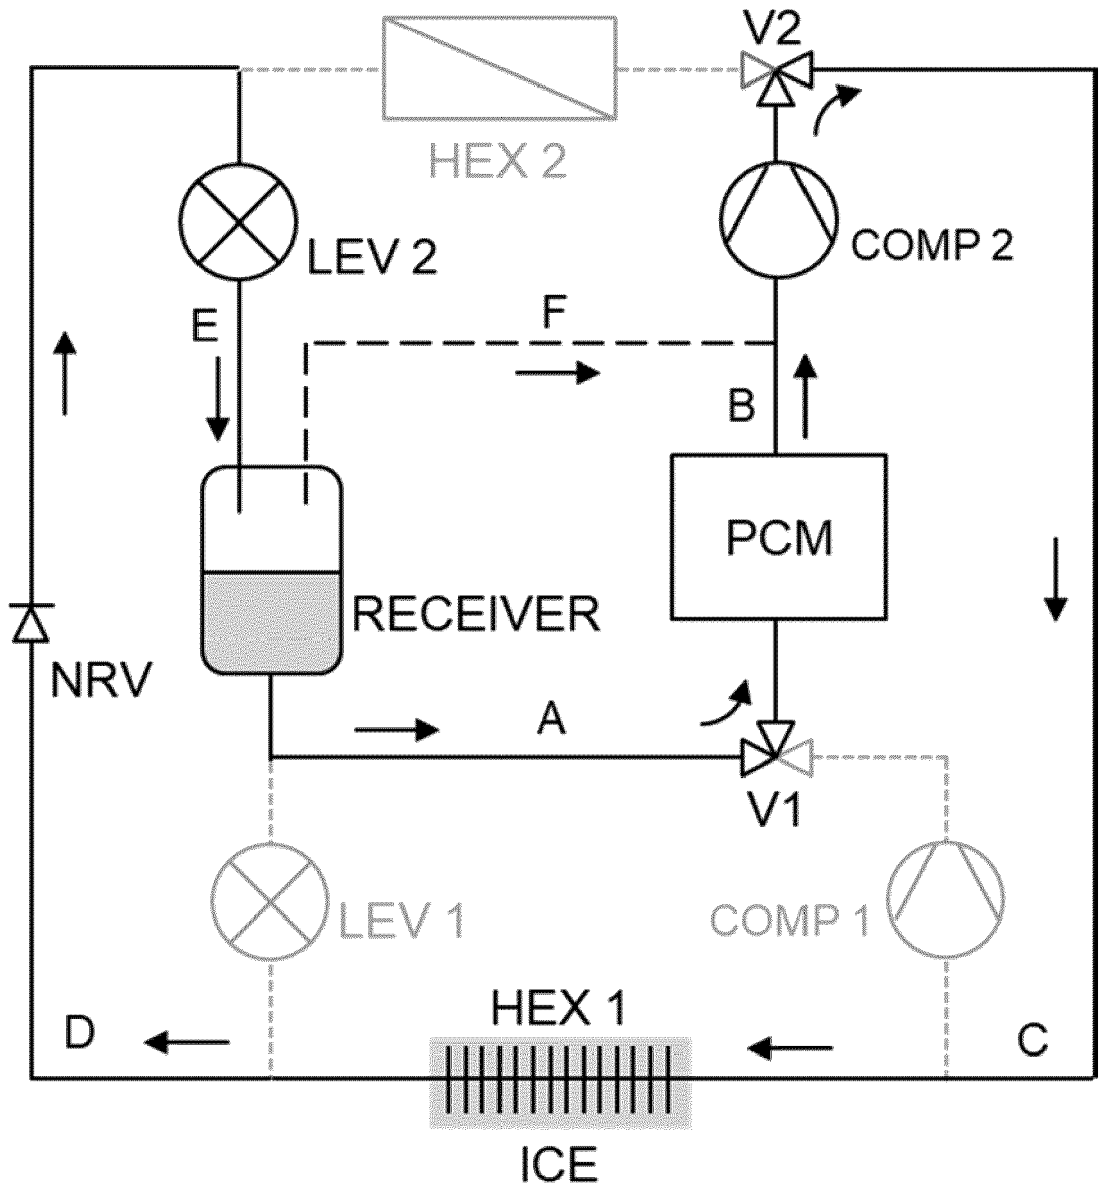 V2
HEX 2
COMP 2
LEV 2
E
F
B
PCM
RECEIVER
NRV
A
V1
LEV 1
COMP 1
HEX 1
D
C
ICE